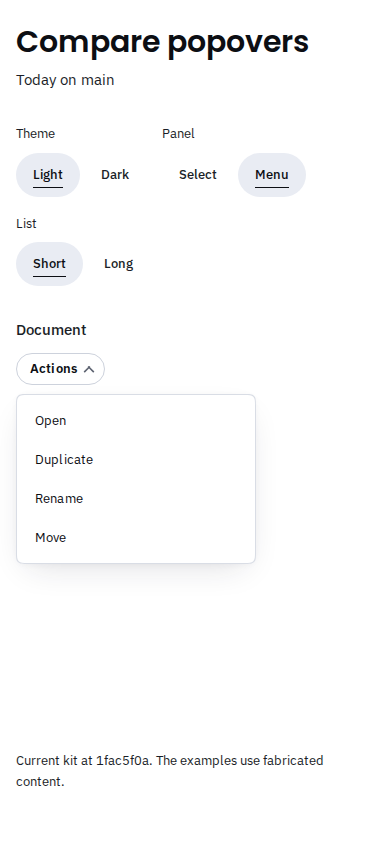 Compare popovers
Today on main
Theme
Panel
Light
Dark
Select
Menu
List
Short
Long
Document
Actions
Open
Duplicate
Rename
Move
Current kit at 1fac5f0a. The examples use fabricated
content.